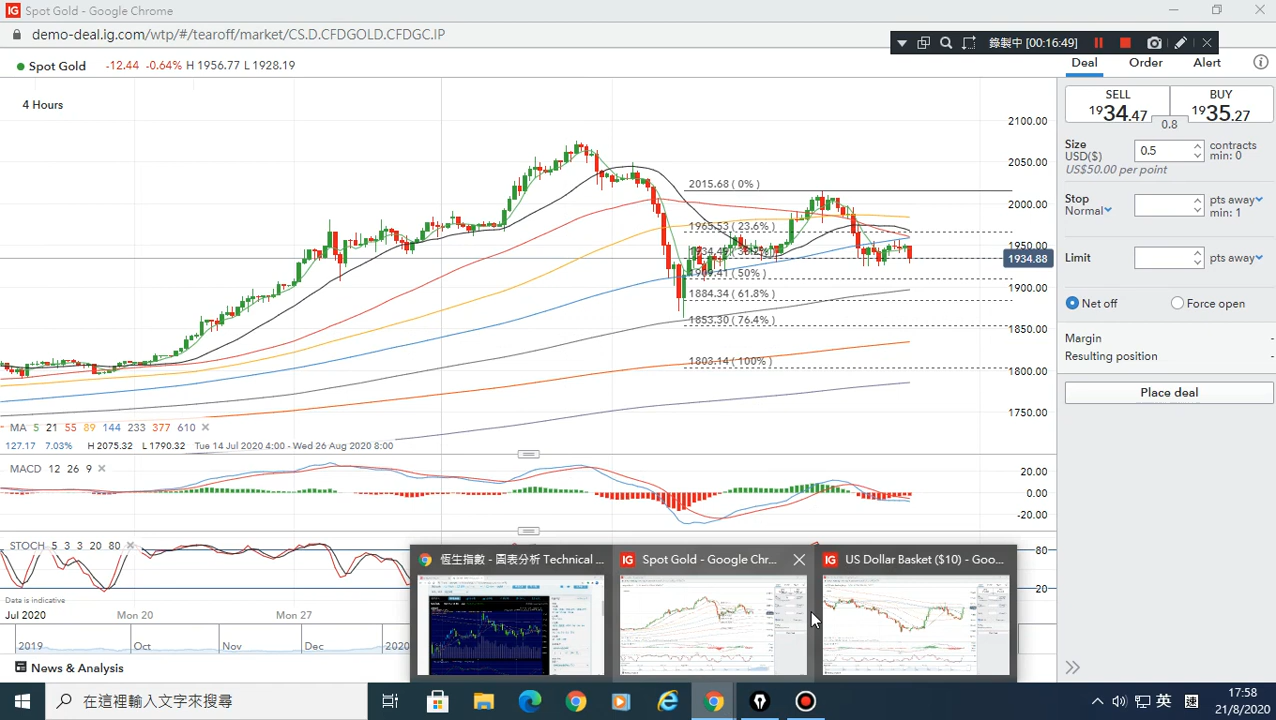 IG Spot Gold - Google Chrome
demo-deal.ig.com/wtp/#/tearoff/market/CS.D.CFDGOLD.CFDGC.IP
錄製中 [00:16:49]
Spot Gold -12.44 -0.64% H 1956.77 L 1928.19
Deal Order Alert
4 Hours
SELL BUY
1934.47 1935.27
0.8
Size
USD($)
0.5
contracts
min: 0
US$50.00 per point
Stop
Normal
pts away
min: 1
Limit
pts away
Net off Force open
Margin -
Resulting position -
Place deal
2100.00
2050.00
2000.00
1950.00
1934.88
1900.00
1850.00
1800.00
1750.00
2015.68 ( 0% )
1965.53 ( 23.6% )
( 50% )
1884.34 ( 61.8% )
1853.30 ( 76.4% )
1803.14 ( 100% )
MA 5 21 55 89 144 233 377 610
127.17 7.03% H 2075.32 L 1790.32 Tue 14 Jul 2020 4:00 - Wed 26 Aug 2020 8:00
MACD 12 26 9
20.00
0.00
-20.00
STOCH 5 3 3 20 80
80
20
Data is indicative
Jul 2020 Mon 20 Mon 27
2019 Oct Nov Dec 2020
News & Analysis
恆生指數 - 圖表分析 Technical ...
IG Spot Gold - Google Chr...
IG US Dollar Basket ($10) - Goo...
在這裡輸入文字來搜尋
英
17:58
21/8/2020